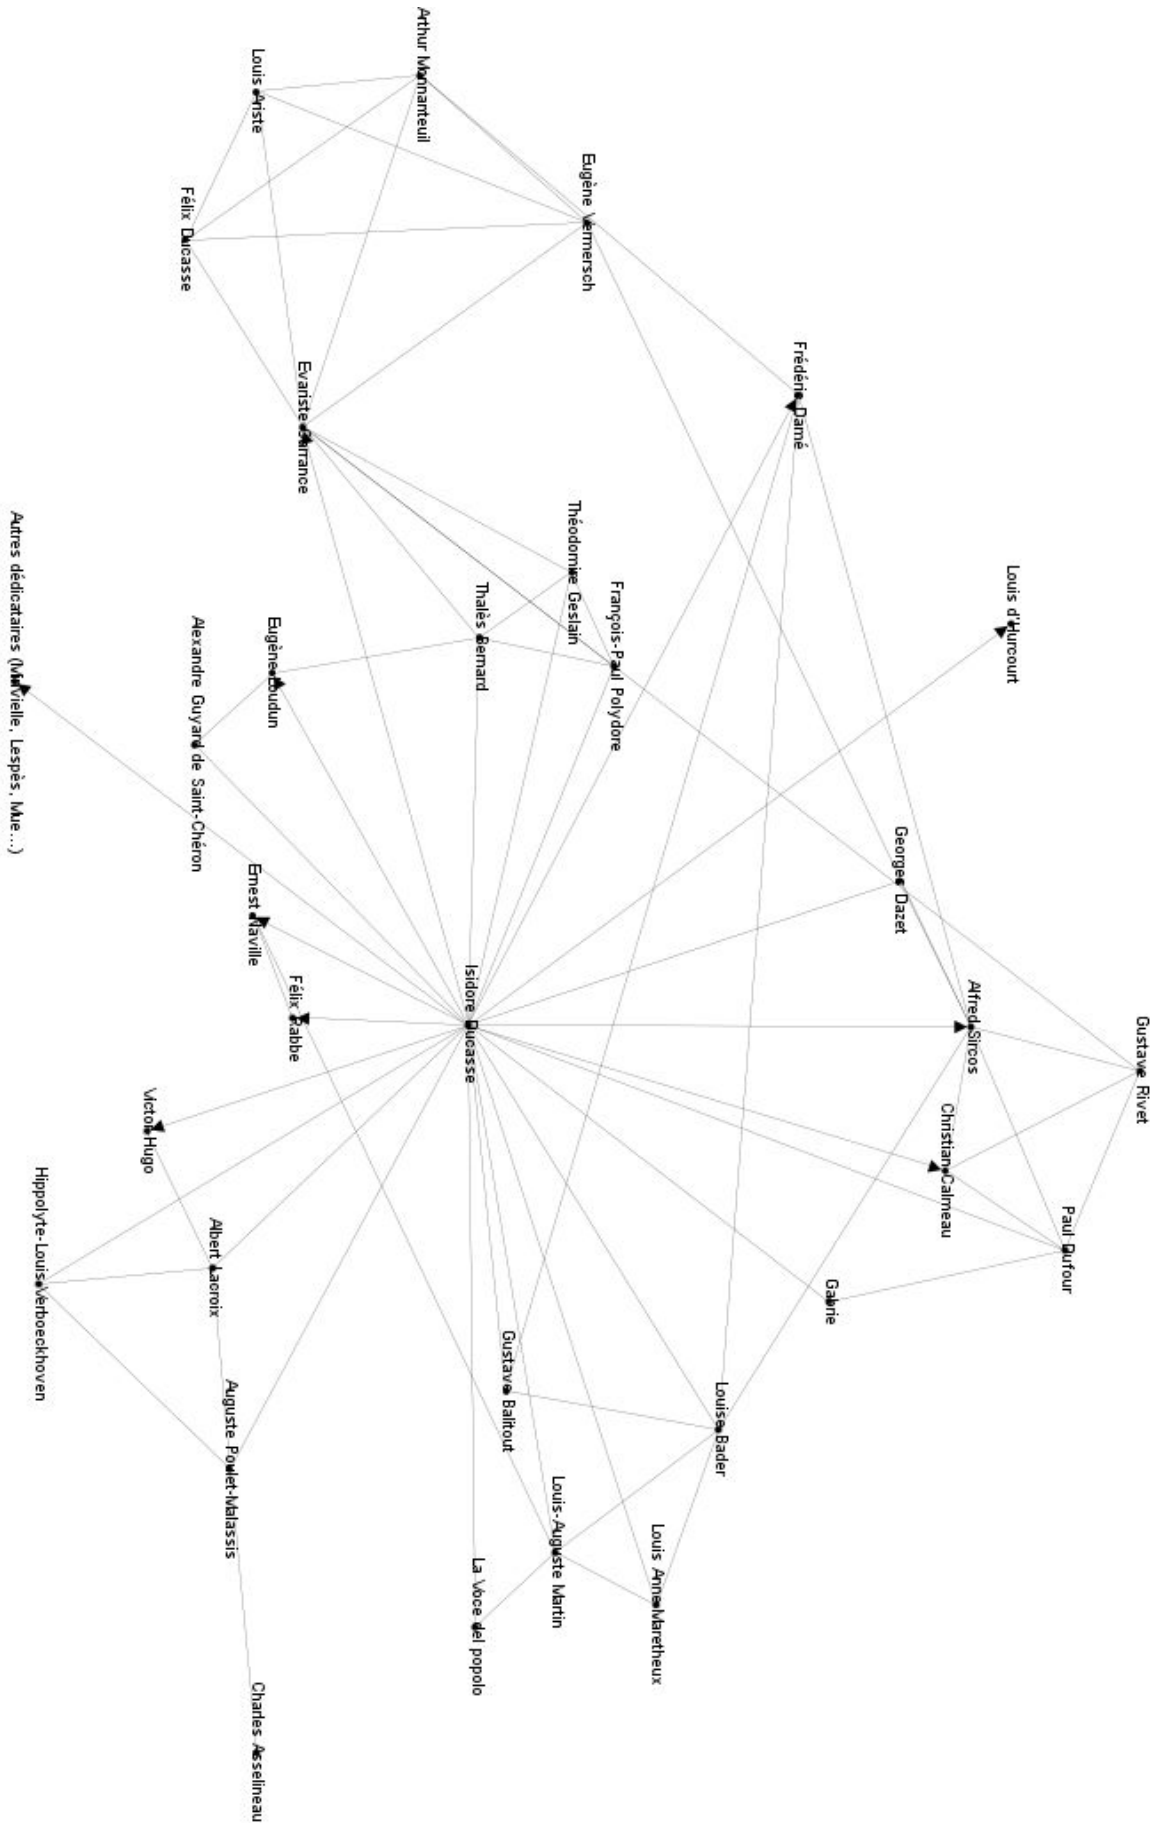 Arthur Monnanteuil
Louis Ariste
Eugène Vermersch
Félix Ducasse
Frédéric Damé
Evariste Carrance
Théodomire Geslain
Autres dédicataires (Milvielle, Lespès, Mue...)
Louis d'Hurcourt
Thalès Bernard
François-Paul Polydore
Eugène Loudun
Alexandre Guyard de Saint-Chéron
Georges Dazet
Ernest Naville
Isidore Ducasse
Félix Rabbe
Alfred Sircos
Gustave Rivet
Victor Hugo
Christian Calmeau
Hippolyte-Louis Verboeckhoven
Paul Dufour
Albert Lacroix
Gabrie
Gustave Balitout
Auguste Poulet-Malassis
Louise Bader
Louis-Auguste Martin
Louis Anne Maretheux
La Voce del popolo
Charles Asselineau